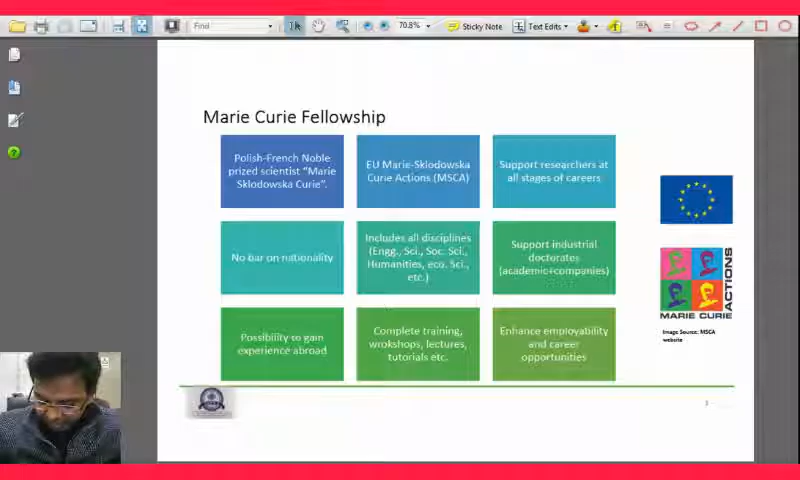 Find
70.8%
Sticky Note
Text Edits
Marie Curie Fellowship
Polish-French Noble
prized scientist "Marie
Sklodowska Curie".
EU Marie-Sklodowska
Curie Actions (MSCA)
Support researchers at
all stages of careers
No bar on nationality
Includes all disciplines
(Engg., Sci., Soc. Sci.,
Humanities, eco. Sci.,
etc.)
Support industrial
doctorates
(academic+companies)
Possibility to gain
experience abroad
Complete training,
wrokshops, lectures,
tutorials etc.
Enhance employability
and career
opportunities
ACTIONS
MARIE CURIE
Image Source: MSCA
website